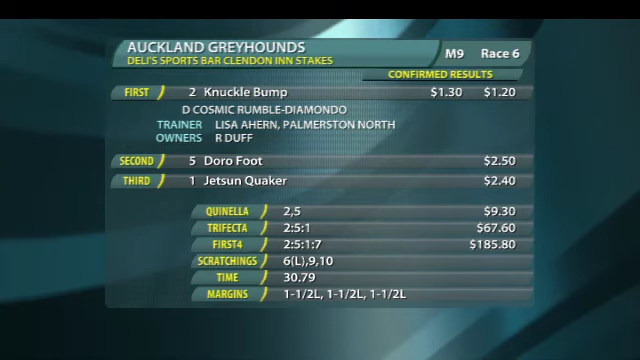 AUCKLAND GREYHOUNDS
DELI'S SPORTS BAR CLENDON INN STAKES
M9 Race 6
CONFIRMED RESULTS
FIRST 2 Knuckle Bump $1.30 $1.20
D COSMIC RUMBLE-DIAMONDO
TRAINER LISA AHERN, PALMERSTON NORTH
OWNERS R DUFF
SECOND 5 Doro Foot $2.50
THIRD 1 Jetsun Quaker $2.40
QUINELLA 2,5 $9.30
TRIFECTA 2:5:1 $67.60
FIRST4 2:5:1:7 $185.80
SCRATCHINGS 6(L),9,10
TIME 30.79
MARGINS 1-1/2L, 1-1/2L, 1-1/2L